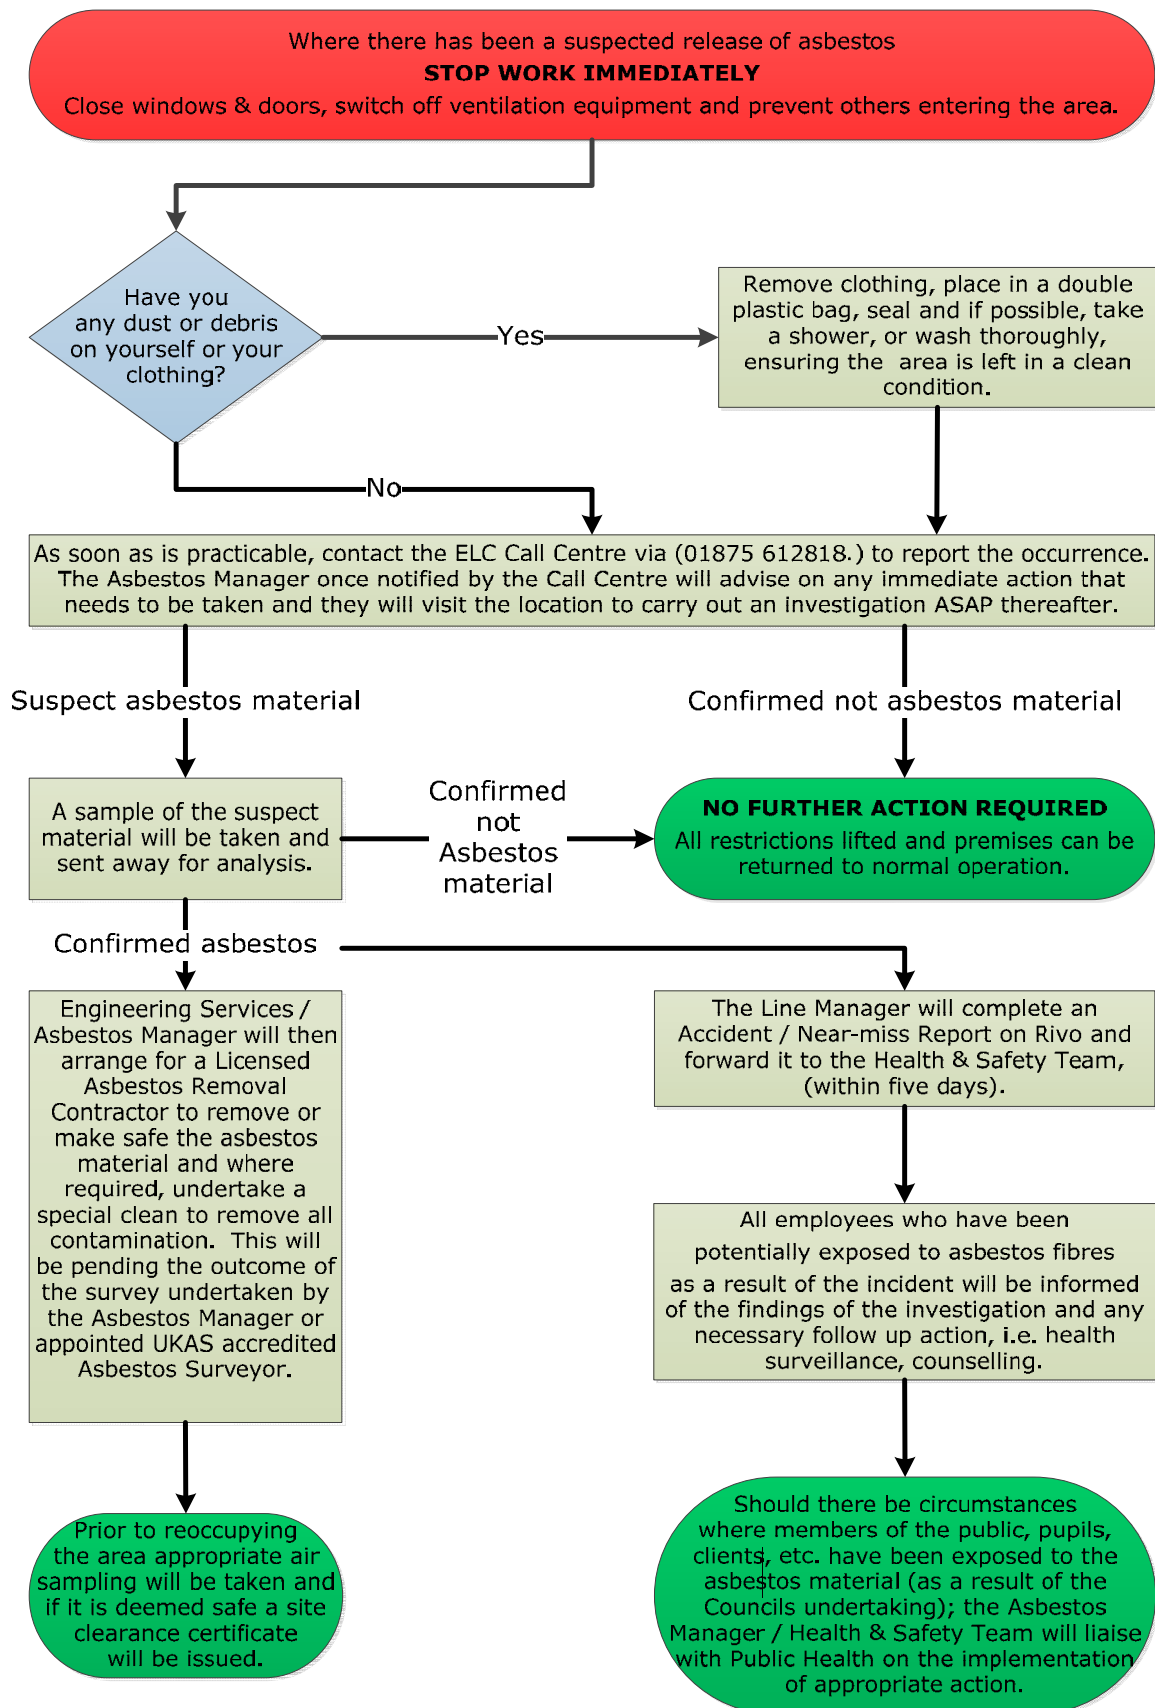 Where there has been a suspected release of asbestos
STOP WORK IMMEDIATELY
Close windows & doors, switch off ventilation equipment and prevent others entering the area.
Have you
any dust or debris
on yourself or your
clothing?
Yes
Remove clothing, place in a double
plastic bag, seal and if possible, take
a shower, or wash thoroughly,
ensuring the area is left in a clean
condition.
No
As soon as is practicable, contact the ELC Call Centre via (01875 612818.) to report the occurrence.
The Asbestos Manager once notified by the Call Centre will advise on any immediate action that
needs to be taken and they will visit the location to carry out an investigation ASAP thereafter.
Suspect asbestos material
Confirmed not asbestos material
A sample of the suspect
material will be taken and
sent away for analysis.
Confirmed
not
Asbestos
material
NO FURTHER ACTION REQUIRED
All restrictions lifted and premises can be
returned to normal operation.
Confirmed asbestos
Engineering Services /
Asbestos Manager will then
arrange for a Licensed
Asbestos Removal
Contractor to remove or
make safe the asbestos
material and where
required, undertake a
special clean to remove all
contamination. This will
be pending the outcome of
the survey undertaken by
the Asbestos Manager or
appointed UKAS accredited
Asbestos Surveyor.
The Line Manager will complete an
Accident / Near-miss Report on Rivo and
forward it to the Health & Safety Team,
(within five days).
All employees who have been
potentially exposed to asbestos fibres
as a result of the incident will be informed
of the findings of the investigation and any
necessary follow up action, i.e. health
surveillance, counselling.
Prior to reoccupying
the area appropriate air
sampling will be taken and
if it is deemed safe a site
clearance certificate
will be issued.
Should there be circumstances
where members of the public, pupils,
clients, etc. have been exposed to the
asbestos material (as a result of the
Councils undertaking); the Asbestos
Manager / Health & Safety Team will liaise
with Public Health on the implementation
of appropriate action.